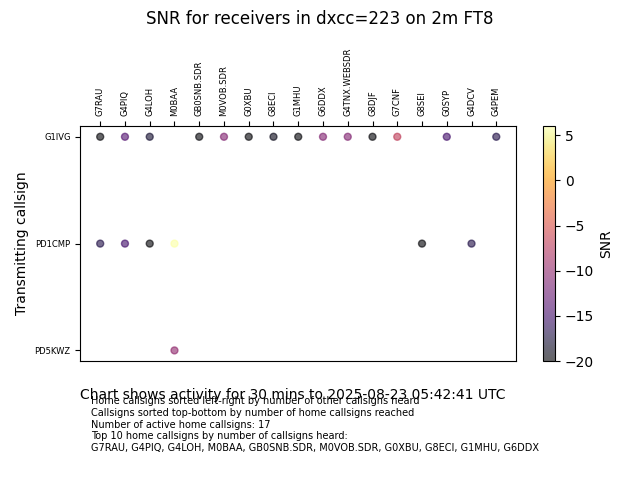 SNR for receivers in dxcc=223 on 2m FT8
G7RAU G4PIQ G4LOH M0BAA GB0SNB.SDR M0VOB.SDR G0XBU G8ECI G1MHU G6DDX G4TNX.WEBSDR G8DJF G7CNF G8SEI G0SYP G4DCV G4PEM
G1IVG
PD1CMP
PD5KWZ
Transmitting callsign
5
0
−5
−10
−15
−20
SNR
Chart shows activity for 30 mins to 2025-08-23 05:42:41 UTC
Home callsigns sorted left-right by number of other callsigns heard
Callsigns sorted top-bottom by number of home callsigns reached
Number of active home callsigns: 17
Top 10 home callsigns by number of callsigns heard:
G7RAU, G4PIQ, G4LOH, M0BAA, GB0SNB.SDR, M0VOB.SDR, G0XBU, G8ECI, G1MHU, G6DDX